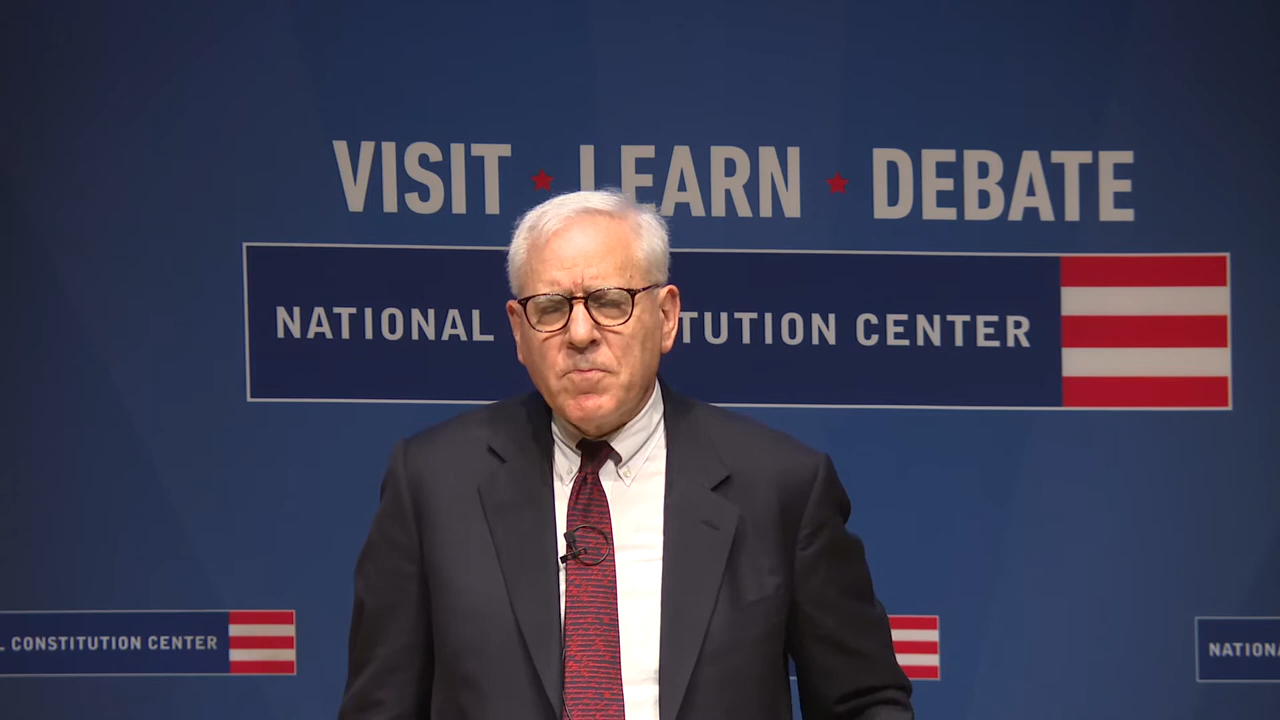 VISIT ★ LEARN ★ DEBATE
NATIONAL TUTION CENTER
CONSTITUTION CENTER
NATIONA